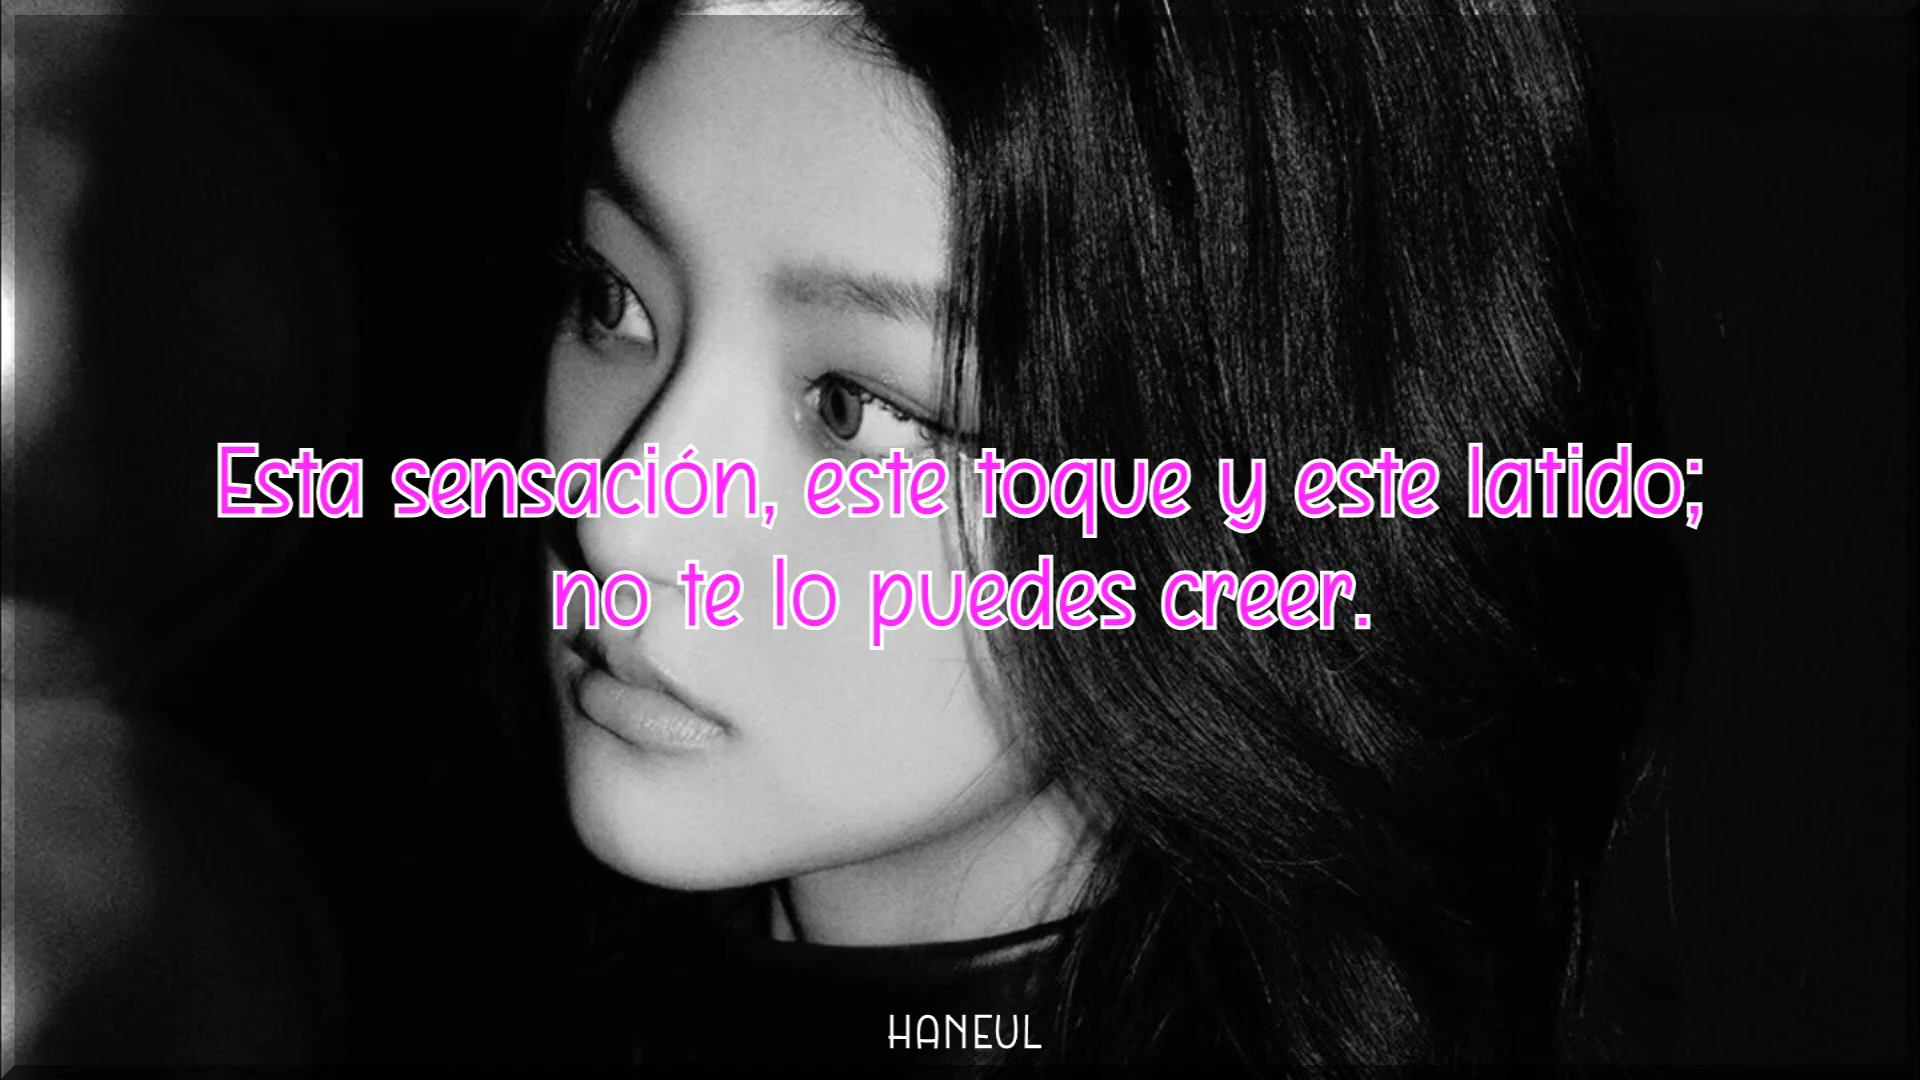 Esta sensación, este toque y este latido;
no te lo puedes creer.
HANEUL